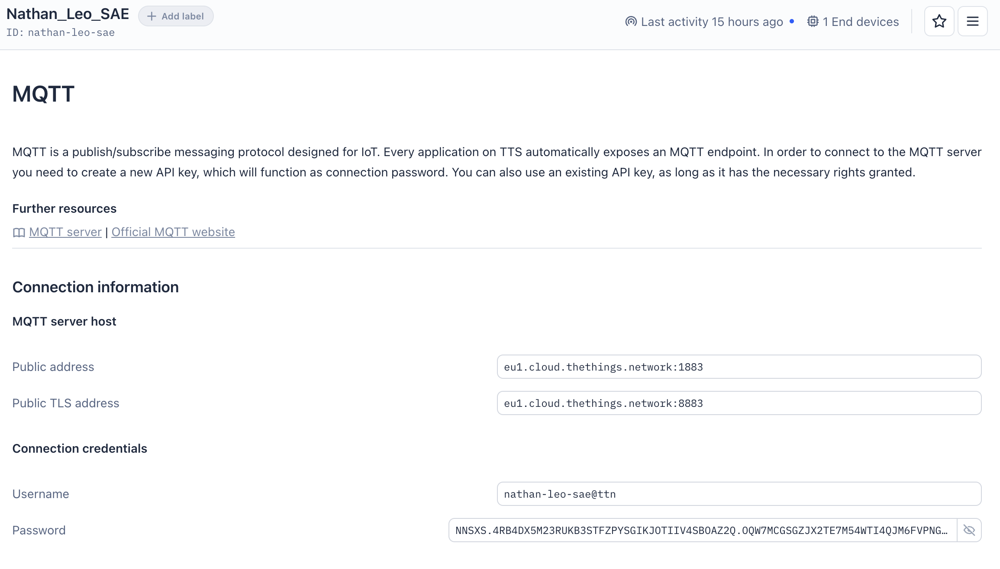 Nathan_Leo_SAE
Add label
ID: nathan-leo-sae
Last activity 15 hours ago
1 End devices
MQTT
MQTT is a publish/subscribe messaging protocol designed for IoT. Every application on TTS automatically exposes an MQTT endpoint. In order to connect to the MQTT server
you need to create a new API key, which will function as connection password. You can also use an existing API key, as long as it has the necessary rights granted.
Further resources
MQTT server | Official MQTT website
Connection information
MQTT server host
Public address
eu1.cloud.thethings.network:1883
Public TLS address
eu1.cloud.thethings.network:8883
Connection credentials
Username
nathan-leo-sae@ttn
Password
NNSXS.4RB4DX5M23RUKB3STFZPYSGIKJOTIIV4SBOAZ2Q.OQW7MCGSGZJX2TE7M54WTI4QJM6FVPNG…